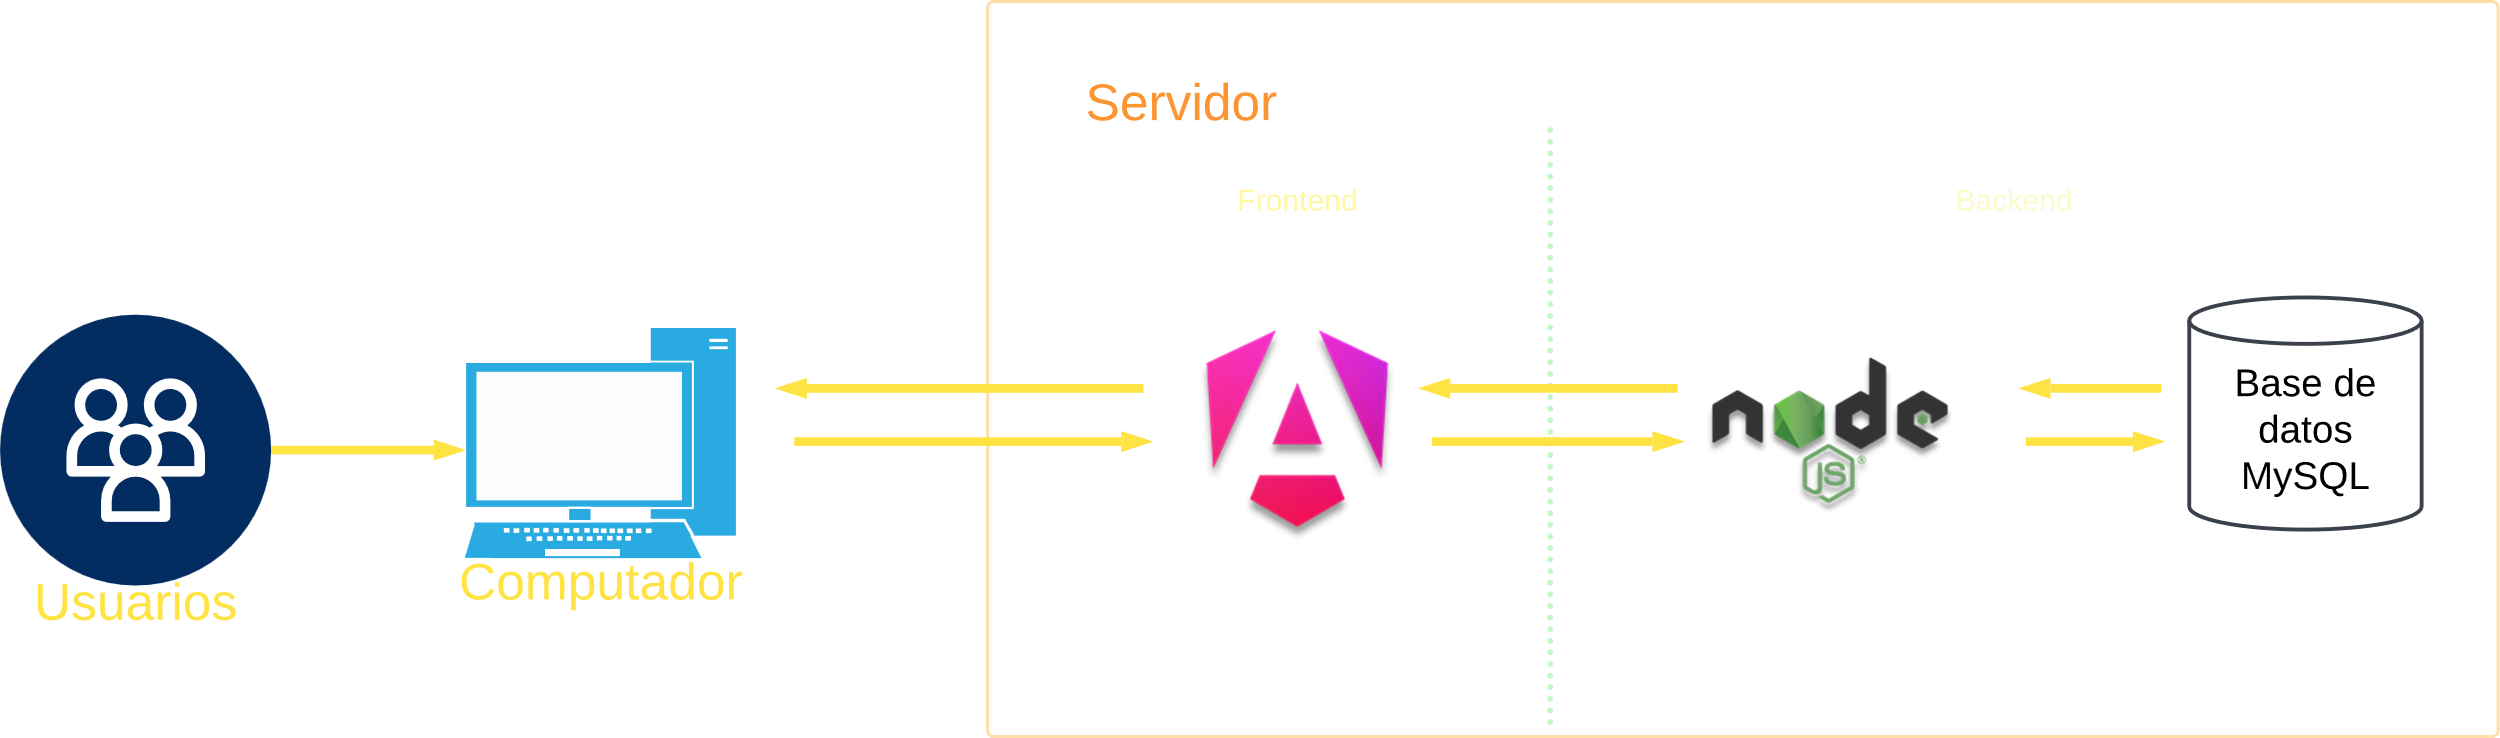 Servidor
Frontend
Backend
Base de
datos
MySQL
node
JS®
Computador
Usuarios